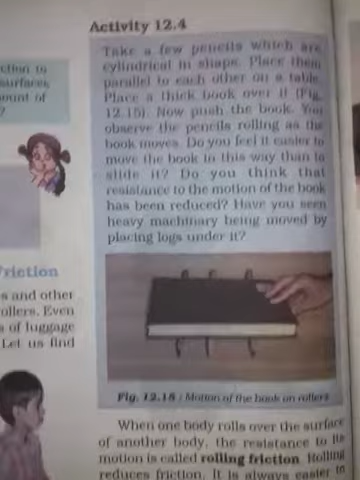 ction to
surfaces
ount of
?
Friction
s and other
ollers. Even
s of luggage
Let us find
Activity 12.4
Take a few pencils which are
cylindrical in shape. Place them
parallel to each other on a table.
Place a thick book over it (Fig.
12.15). Now push the book. You
observe the pencils rolling as the
book moves. Do you feel it easier to
move the book in this way than to
slide it? Do you think that
resistance to the motion of the book
has been reduced? Have you seen
heavy machinary being moved by
placing logs under it?
Fig. 12.15 : Motion of the book on rollers
When one body rolls over the surface
of another body, the resistance to its
motion is called rolling friction. Rolling
reduces friction. It is always easier to